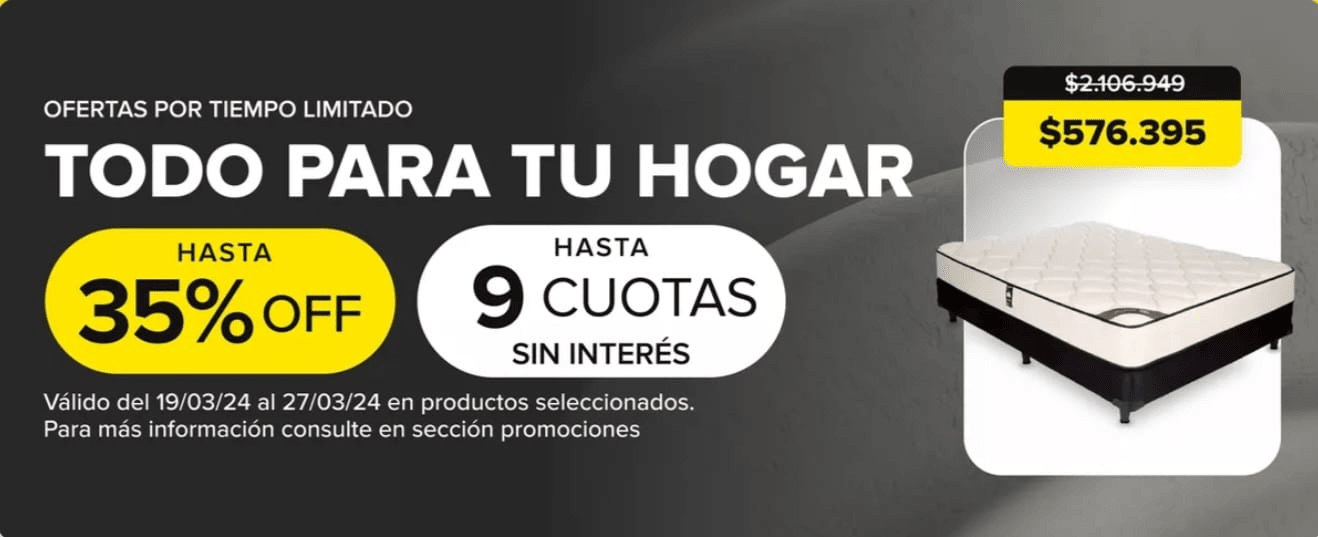 OFERTAS POR TIEMPO LIMITADO
TODO PARA TU HOGAR
HASTA
35% OFF
HASTA
9 CUOTAS
SIN INTERÉS
Válido del 19/03/24 al 27/03/24 en productos seleccionados.
Para más información consulte en sección promociones
$2.106.949
$576.395